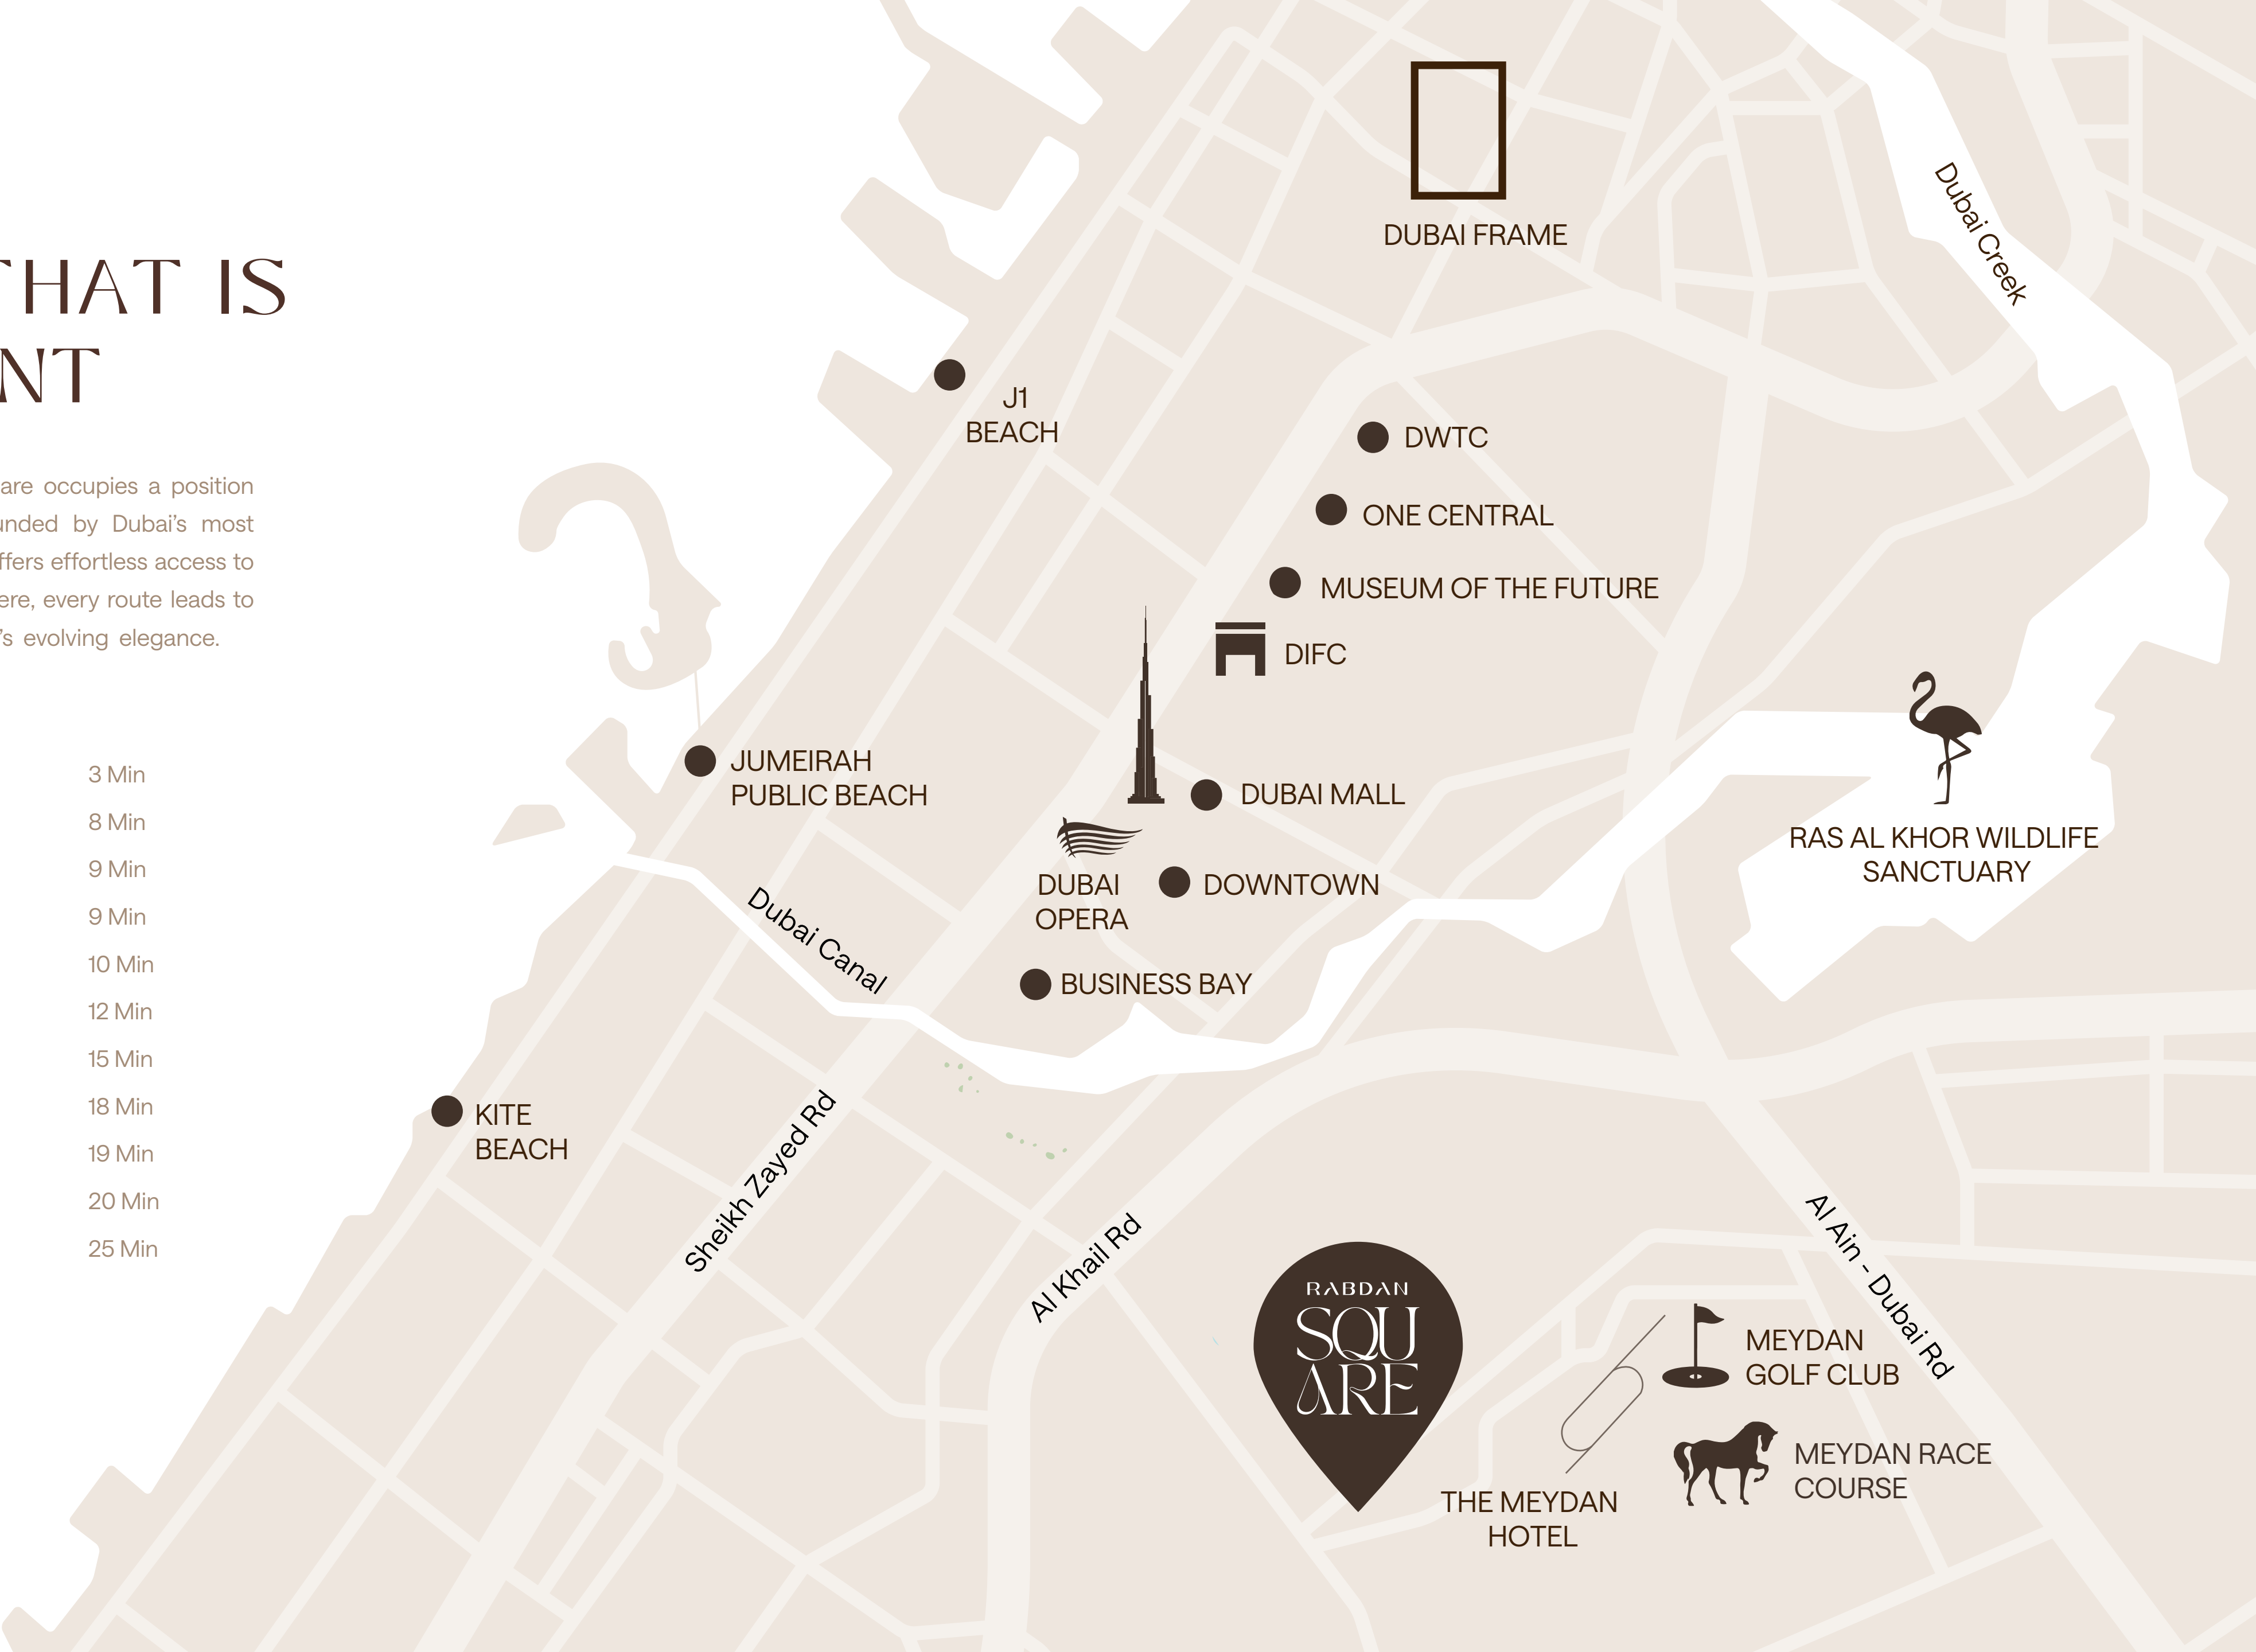 THAT IS
NT
are occupies a position
unded by Dubai's most
ffers effortless access to
ere, every route leads to
's evolving elegance.
3 Min
8 Min
9 Min
9 Min
10 Min
12 Min
15 Min
18 Min
19 Min
20 Min
25 Min
DUBAI FRAME
Dubai Creek
J1
BEACH
DWTC
ONE CENTRAL
MUSEUM OF THE FUTURE
DIFC
JUMEIRAH
PUBLIC BEACH
DUBAI MALL
RAS AL KHOR WILDLIFE
SANCTUARY
DUBAI
OPERA
DOWNTOWN
Dubai Canal
BUSINESS BAY
KITE
BEACH
Sheikh Zayed Rd
Al Khail Rd
Al Ain - Dubai Rd
RABDAN
SQU
ARE
MEYDAN
GOLF CLUB
MEYDAN RACE
COURSE
THE MEYDAN
HOTEL